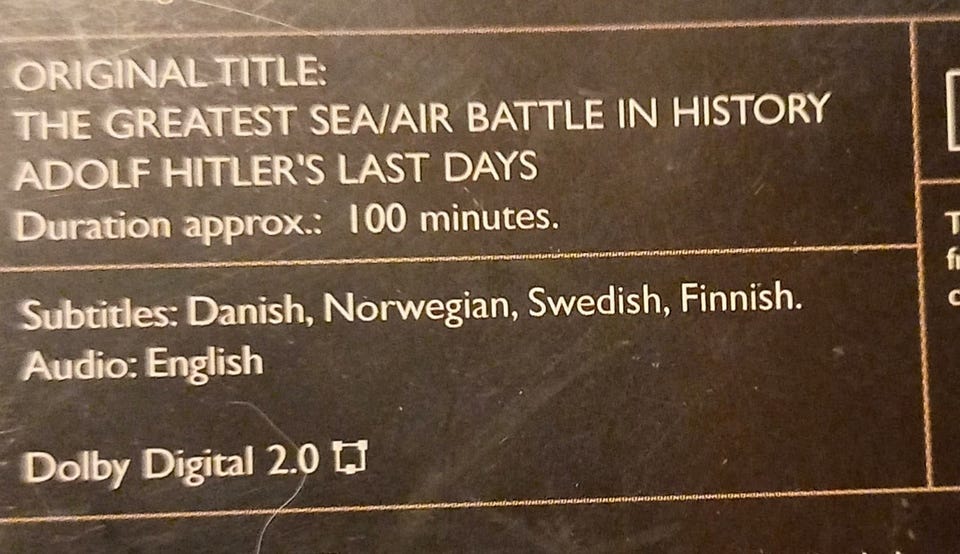 ORIGINAL TITLE:
THE GREATEST SEA/AIR BATTLE IN HISTORY
ADOLF HITLER'S LAST DAYS
Duration approx.: 100 minutes.
Subtitles: Danish, Norwegian, Swedish, Finnish.
Audio: English
Dolby Digital 2.0